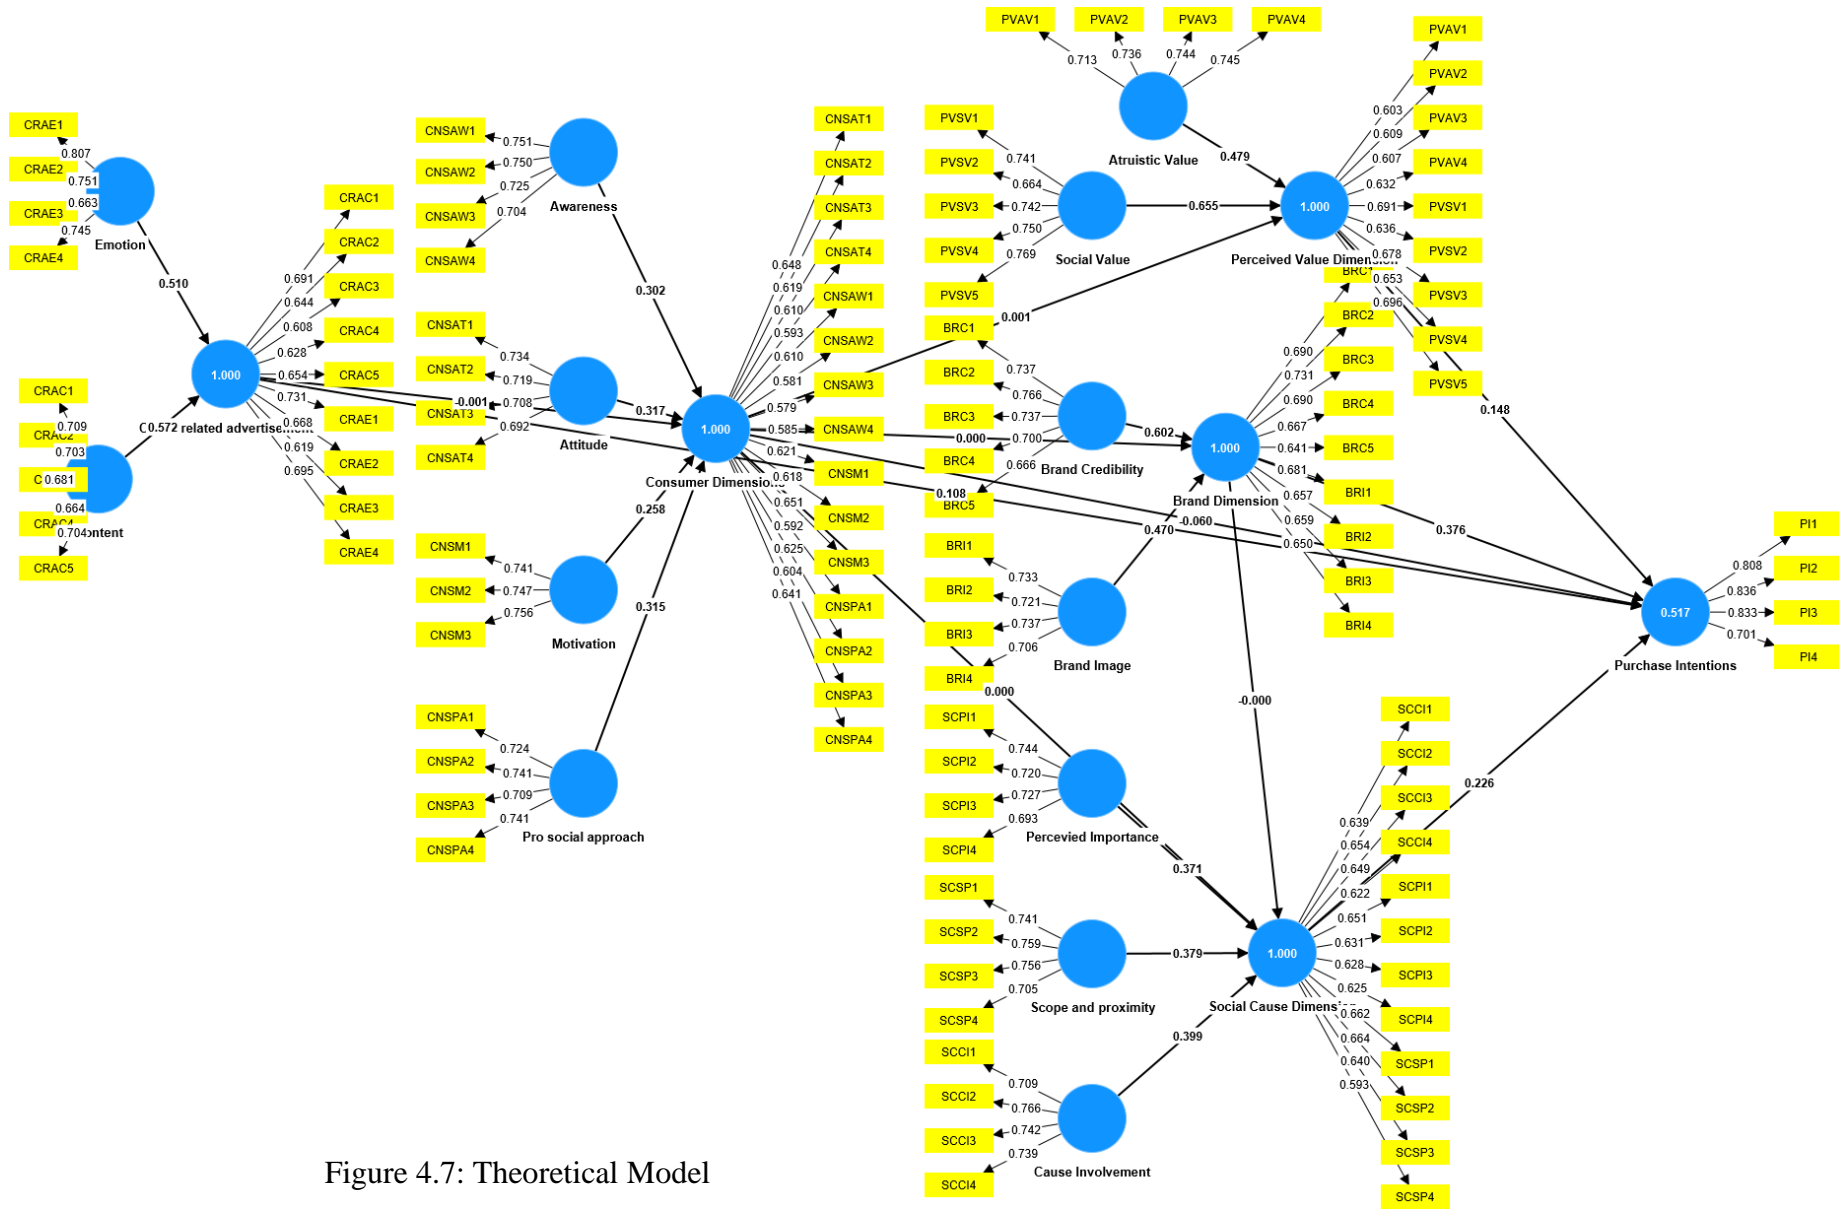 PVAV1
PVAV2
PVAV3
PVAV4
0.713
0.736
0.744
0.745
Atruistic Value
0.479
PVSV1
PVSV2
PVSV3
PVSV4
PVSV5
0.741
0.664
0.742
0.750
0.769
Social Value
0.655
1.000
Perceived Value Dimension
PVAV1
PVAV2
PVAV3
PVAV4
PVSV1
PVSV2
PVSV3
PVSV4
PVSV5
0.603
0.609
0.607
0.632
0.691
0.636
0.678
0.653
0.696
0.148
CRAE1
CRAE2
CRAE3
CRAE4
0.807
0.751
0.663
0.745
Emotion
0.510
CRAC1
CRAC2
CRAC4
CRAC5
0.709
0.703
0.681
0.664
0.704
0.572
1.000
related advertisement
CRAC1
CRAC2
CRAC3
CRAC4
CRAC5
CRAE1
CRAE2
CRAE3
CRAE4
0.691
0.644
0.608
0.628
0.654
0.731
0.668
0.619
0.695
-0.001
0.108
CNSAW1
CNSAW2
CNSAW3
CNSAW4
0.751
0.750
0.725
0.704
Awareness
0.302
CNSAT1
CNSAT2
CNSAT3
CNSAT4
0.734
0.719
0.708
0.692
Attitude
0.317
CNSM1
CNSM2
CNSM3
0.741
0.747
0.756
Motivation
0.258
CNSPA1
CNSPA2
CNSPA3
CNSPA4
0.724
0.741
0.709
0.741
Pro social approach
0.315
1.000
Consumer Dimension
CNSAT1
CNSAT2
CNSAT3
CNSAT4
CNSAW1
CNSAW2
CNSAW3
CNSAW4
CNSM1
CNSM2
CNSM3
CNSPA1
CNSPA2
CNSPA3
CNSPA4
0.648
0.619
0.610
0.593
0.610
0.581
0.579
0.585
0.621
0.618
0.651
0.592
0.625
0.604
0.641
0.001
0.000
-0.060
0.000
BRC1
BRC2
BRC3
BRC4
BRC5
0.737
0.766
0.737
0.700
0.666
Brand Credibility
0.602
BRI1
BRI2
BRI3
BRI4
0.733
0.721
0.737
0.706
Brand Image
0.470
1.000
Brand Dimension
BRC1
BRC2
BRC3
BRC4
BRC5
BRI1
BRI2
BRI3
BRI4
0.690
0.731
0.690
0.667
0.641
0.681
0.657
0.659
0.650
0.376
-0.000
SCPI1
SCPI2
SCPI3
SCPI4
0.744
0.720
0.727
0.693
Percevied Importance
0.371
SCSP1
SCSP2
SCSP3
SCSP4
0.741
0.759
0.756
0.705
Scope and proximity
0.379
SCCI1
SCCI2
SCCI3
SCCI4
0.709
0.766
0.742
0.739
Cause Involvement
0.399
1.000
Social Cause Dimension
SCCI1
SCCI2
SCCI3
SCCI4
SCPI1
SCPI2
SCPI3
SCPI4
SCSP1
SCSP2
SCSP3
SCSP4
0.639
0.654
0.649
0.622
0.651
0.631
0.628
0.625
0.662
0.664
0.640
0.593
0.226
0.517
Purchase Intentions
PI1
PI2
PI3
PI4
0.808
0.836
0.833
0.701
Figure 4.7: Theoretical Model